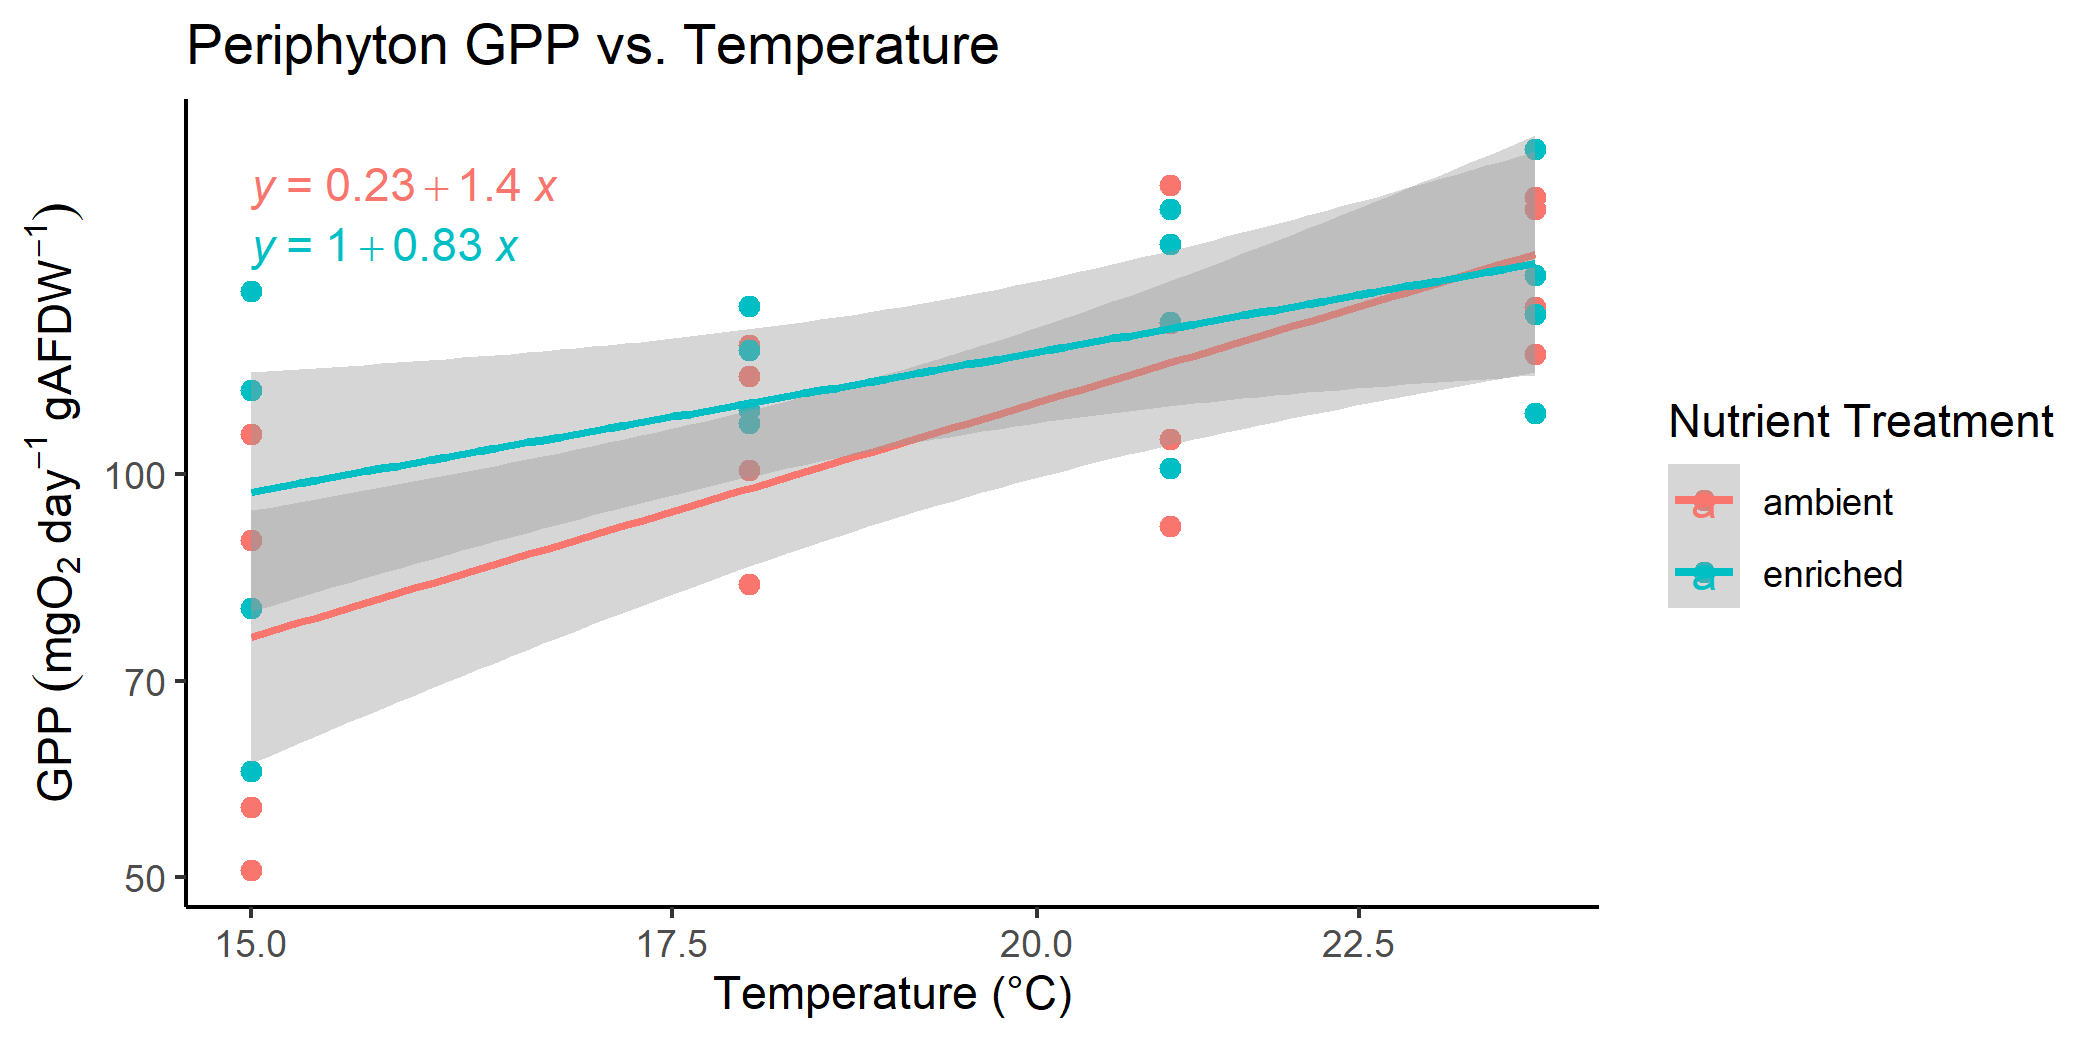 Periphyton GPP vs. Temperature
y = 0.23 + 1.4 x
y = 1 + 0.83 x
GPP (mgO₂ day⁻¹ gAFDW⁻¹)
100
70
50
15.0 17.5 20.0 22.5
Temperature (°C)
Nutrient Treatment
a ambient
a enriched